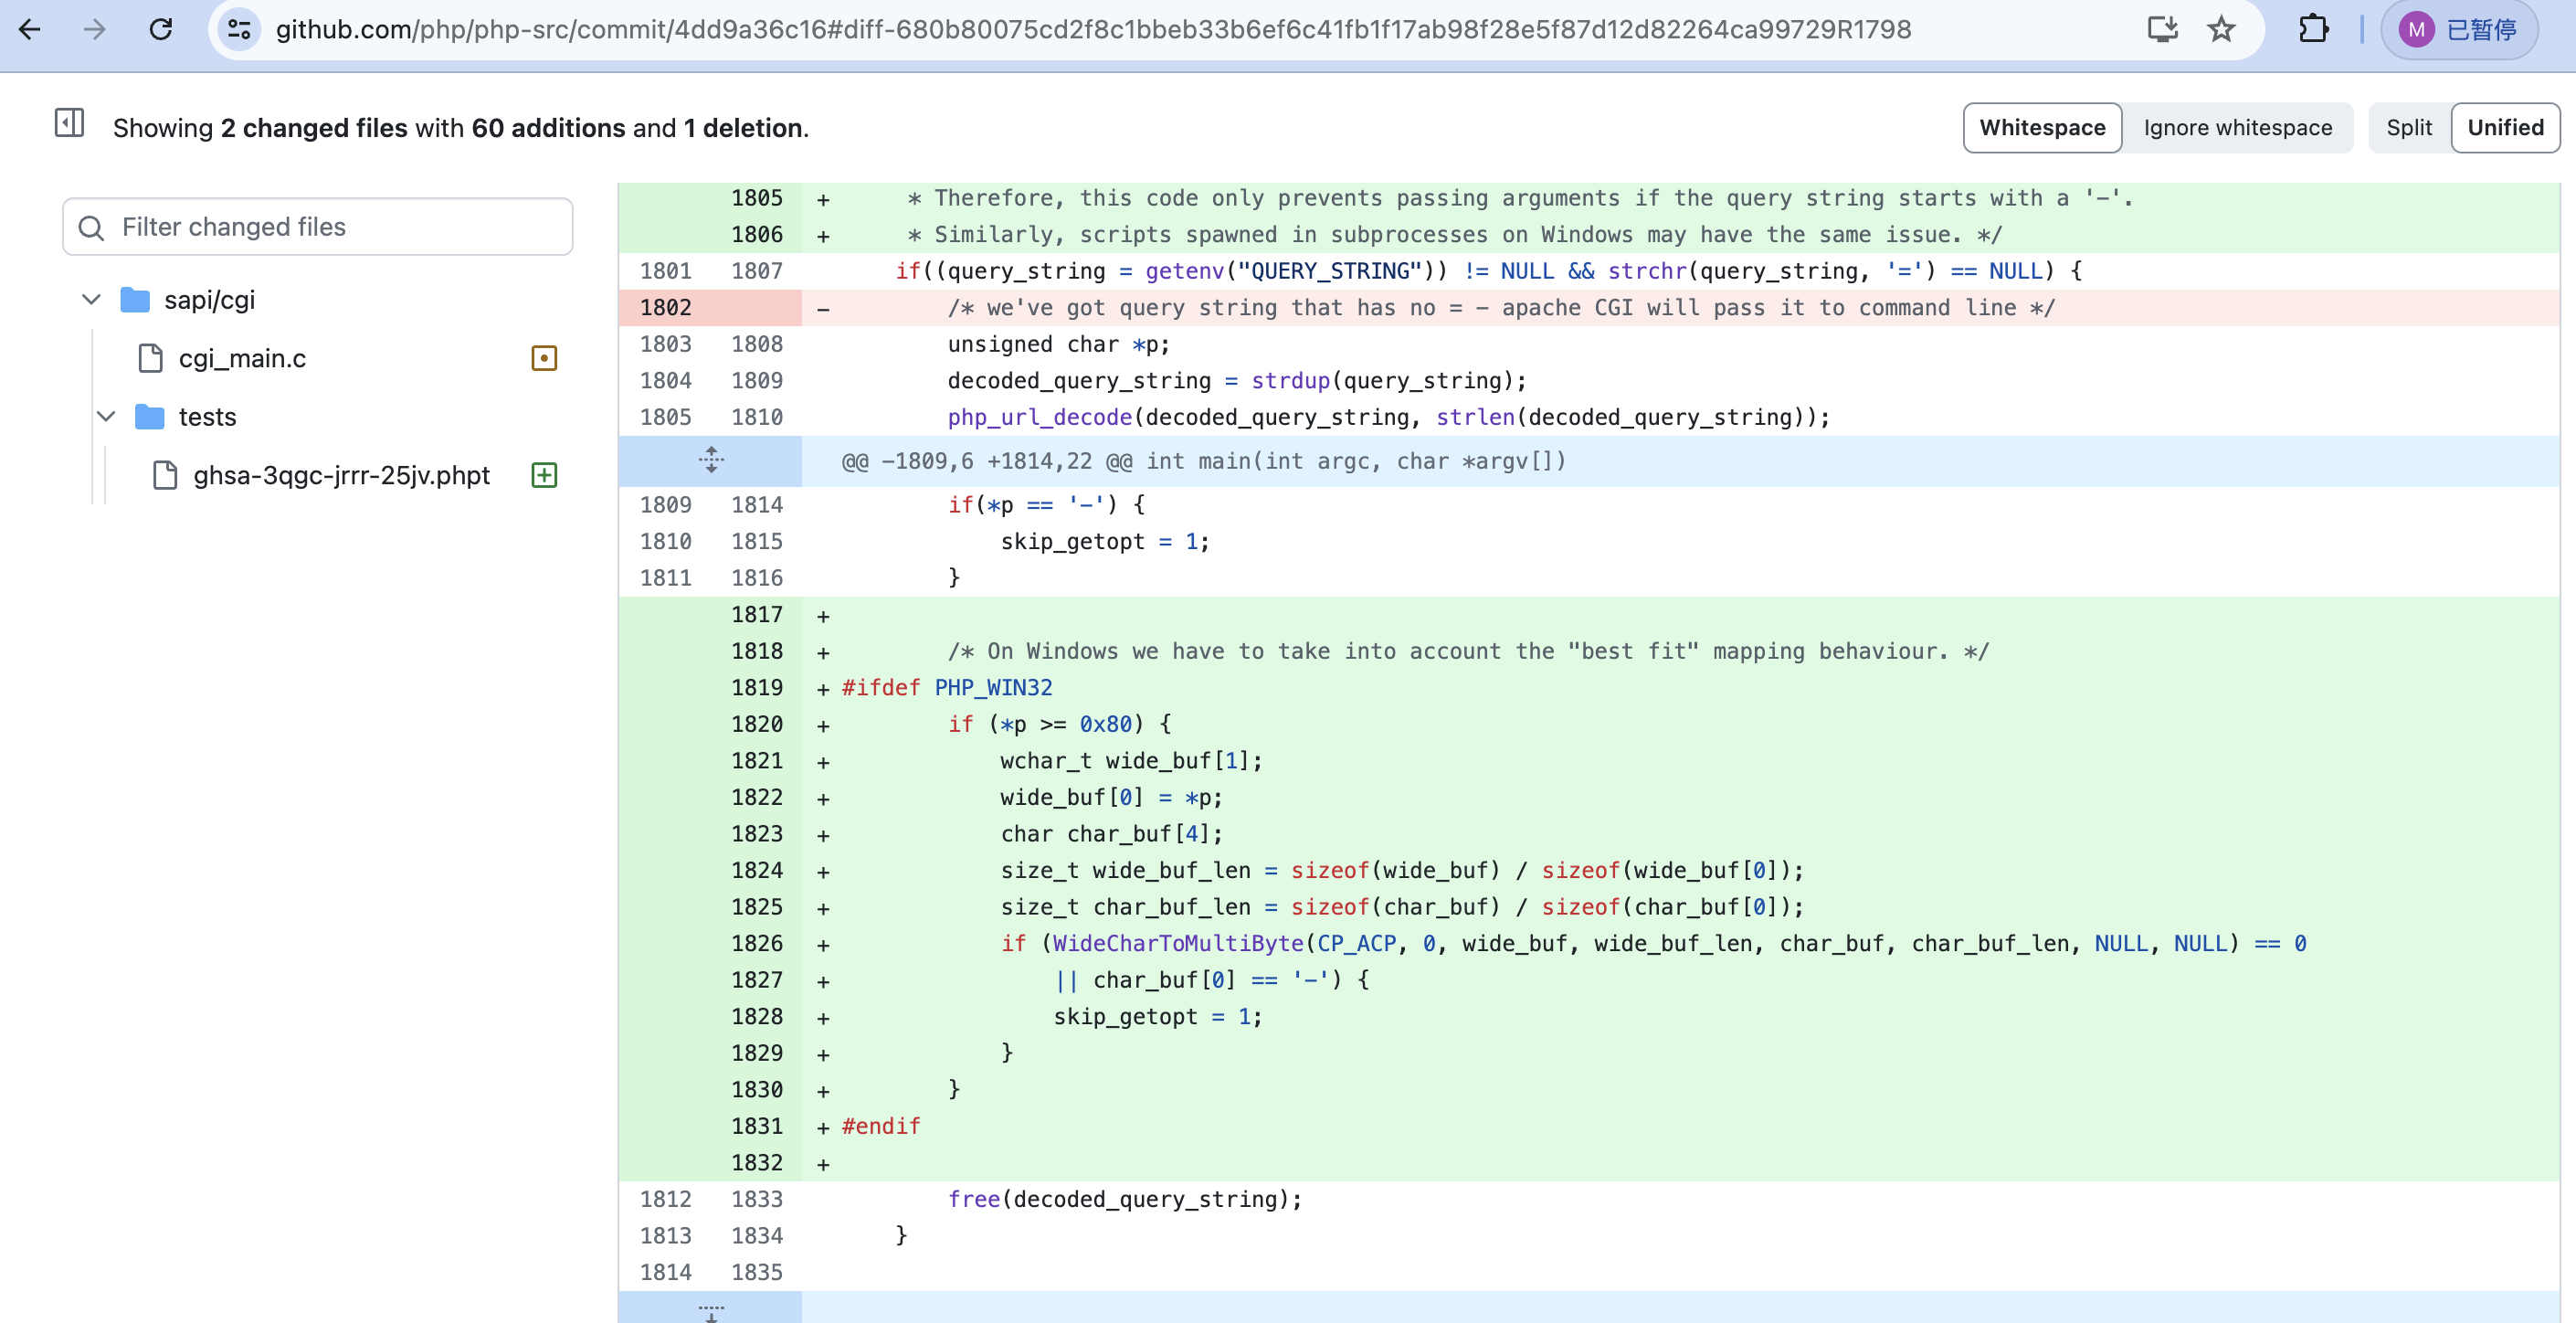 github.com/php/php-src/commit/4dd9a36c16#diff-680b80075cd2f8c1bbeb33b6ef6c41fb1f17ab98f28e5f87d12d82264ca99729R1798
M 已暂停
Showing 2 changed files with 60 additions and 1 deletion.
Whitespace Ignore whitespace Split Unified
Filter changed files
sapi/cgi
cgi_main.c
tests
ghsa-3qgc-jrrr-25jv.phpt
1805 + * Therefore, this code only prevents passing arguments if the query string starts with a '-'.
1806 + * Similarly, scripts spawned in subprocesses on Windows may have the same issue. */
1801 1807 if((query_string = getenv("QUERY_STRING")) != NULL && strchr(query_string, '=') == NULL) {
1802 - /* we've got query string that has no = - apache CGI will pass it to command line */
1803 1808 unsigned char *p;
1804 1809 decoded_query_string = strdup(query_string);
1805 1810 php_url_decode(decoded_query_string, strlen(decoded_query_string));
@@ -1809,6 +1814,22 @@ int main(int argc, char *argv[])
1809 1814 if(*p == '-') {
1810 1815 skip_getopt = 1;
1811 1816 }
1817 +
1818 + /* On Windows we have to take into account the "best fit" mapping behaviour. */
1819 + #ifdef PHP_WIN32
1820 + if (*p >= 0x80) {
1821 + wchar_t wide_buf[1];
1822 + wide_buf[0] = *p;
1823 + char char_buf[4];
1824 + size_t wide_buf_len = sizeof(wide_buf) / sizeof(wide_buf[0]);
1825 + size_t char_buf_len = sizeof(char_buf) / sizeof(char_buf[0]);
1826 + if (WideCharToMultiByte(CP_ACP, 0, wide_buf, wide_buf_len, char_buf, char_buf_len, NULL, NULL) == 0
1827 + || char_buf[0] == '-') {
1828 + skip_getopt = 1;
1829 + }
1830 + }
1831 + #endif
1832 +
1812 1833 free(decoded_query_string);
1813 1834 }
1814 1835